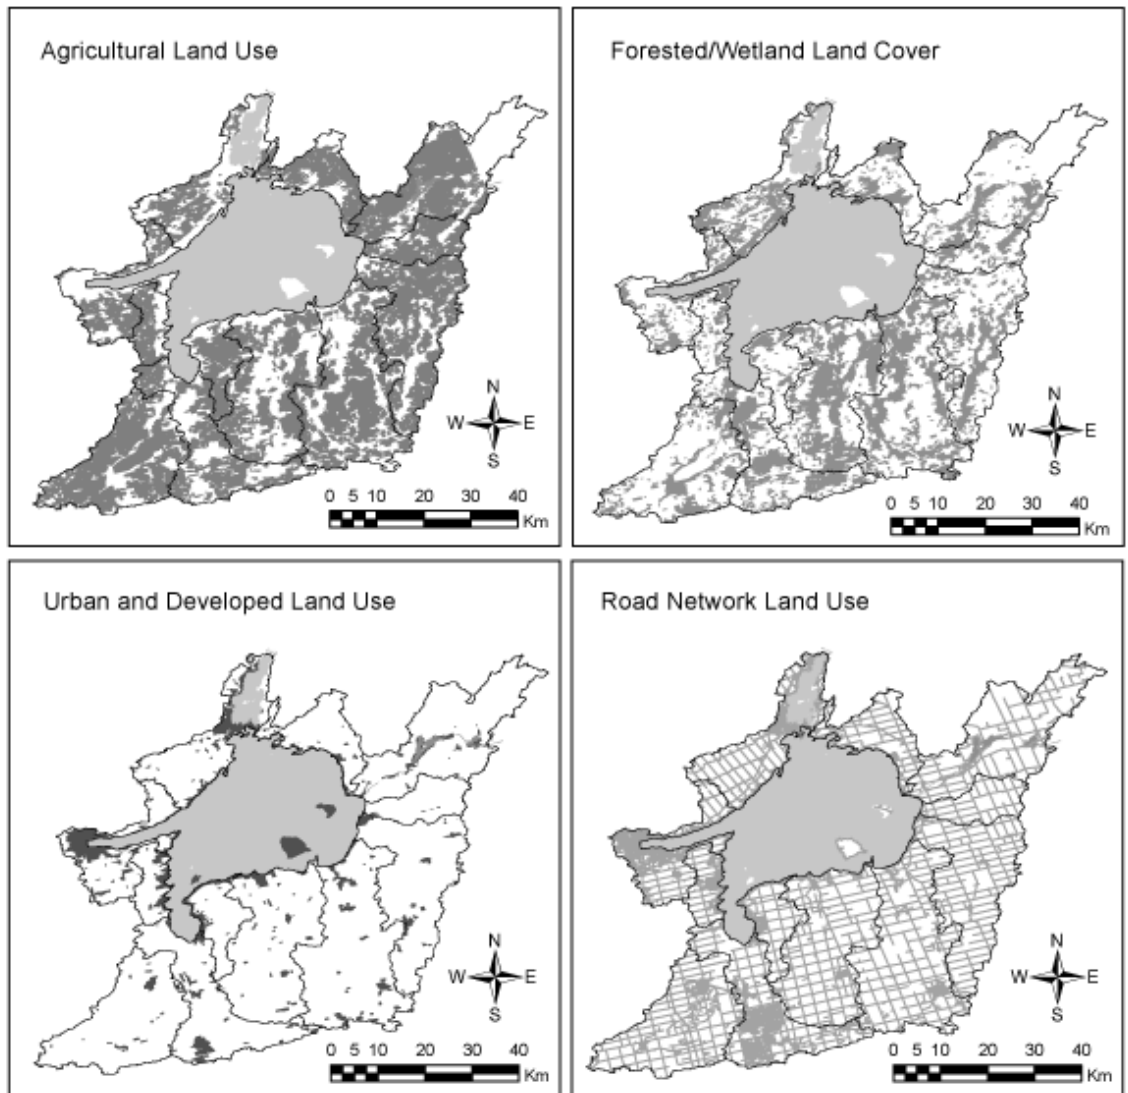 Agricultural Land Use
N
W E
S
0 5 10 20 30 40
Km
Forested/Wetland Land Cover
N
W E
S
0 5 10 20 30 40
Km
Urban and Developed Land Use
N
W E
S
0 5 10 20 30 40
Km
Road Network Land Use
N
W E
S
0 5 10 20 30 40
Km